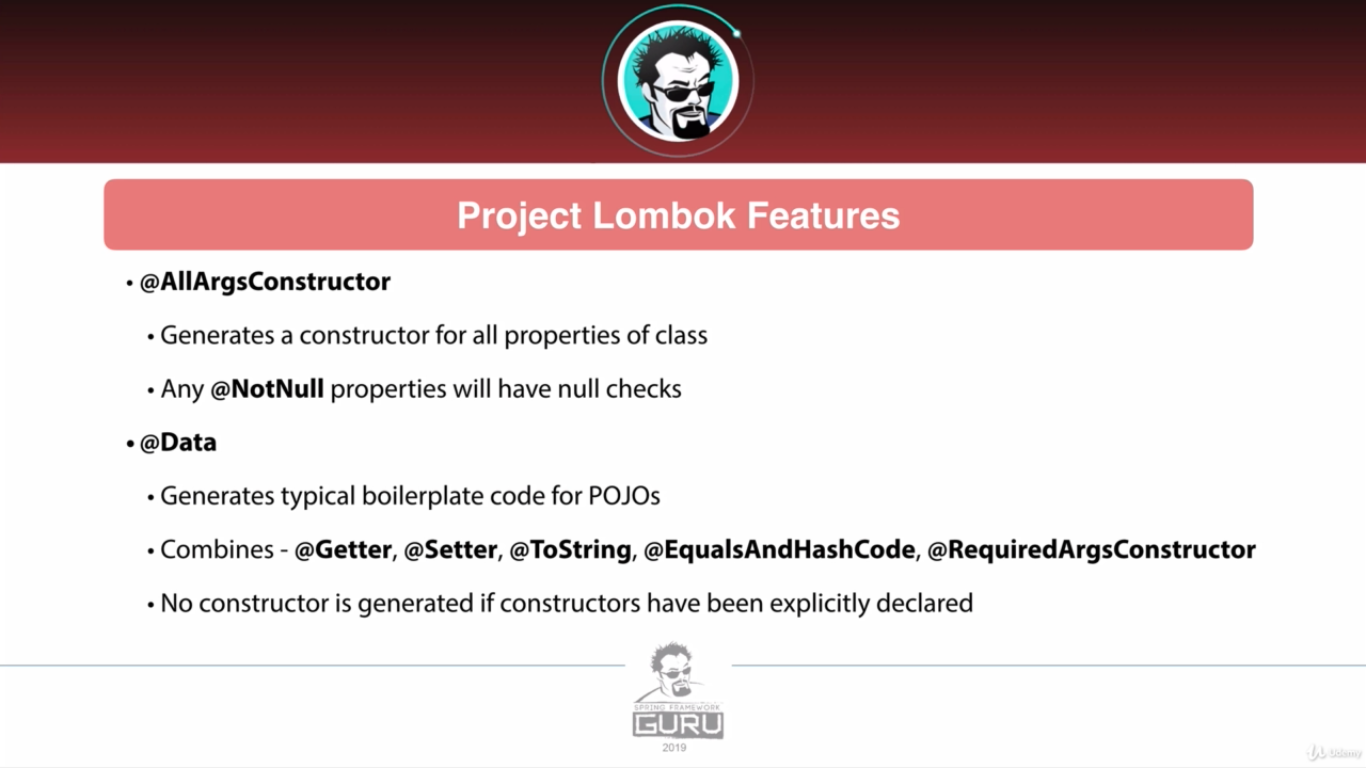 Project Lombok Features
• @AllArgsConstructor
• Generates a constructor for all properties of class
• Any @NotNull properties will have null checks
• @Data
• Generates typical boilerplate code for POJOs
• Combines - @Getter, @Setter, @ToString, @EqualsAndHashCode, @RequiredArgsConstructor
• No constructor is generated if constructors have been explicitly declared
SPRING FRAMEWORK
GURU
2019
Udemy